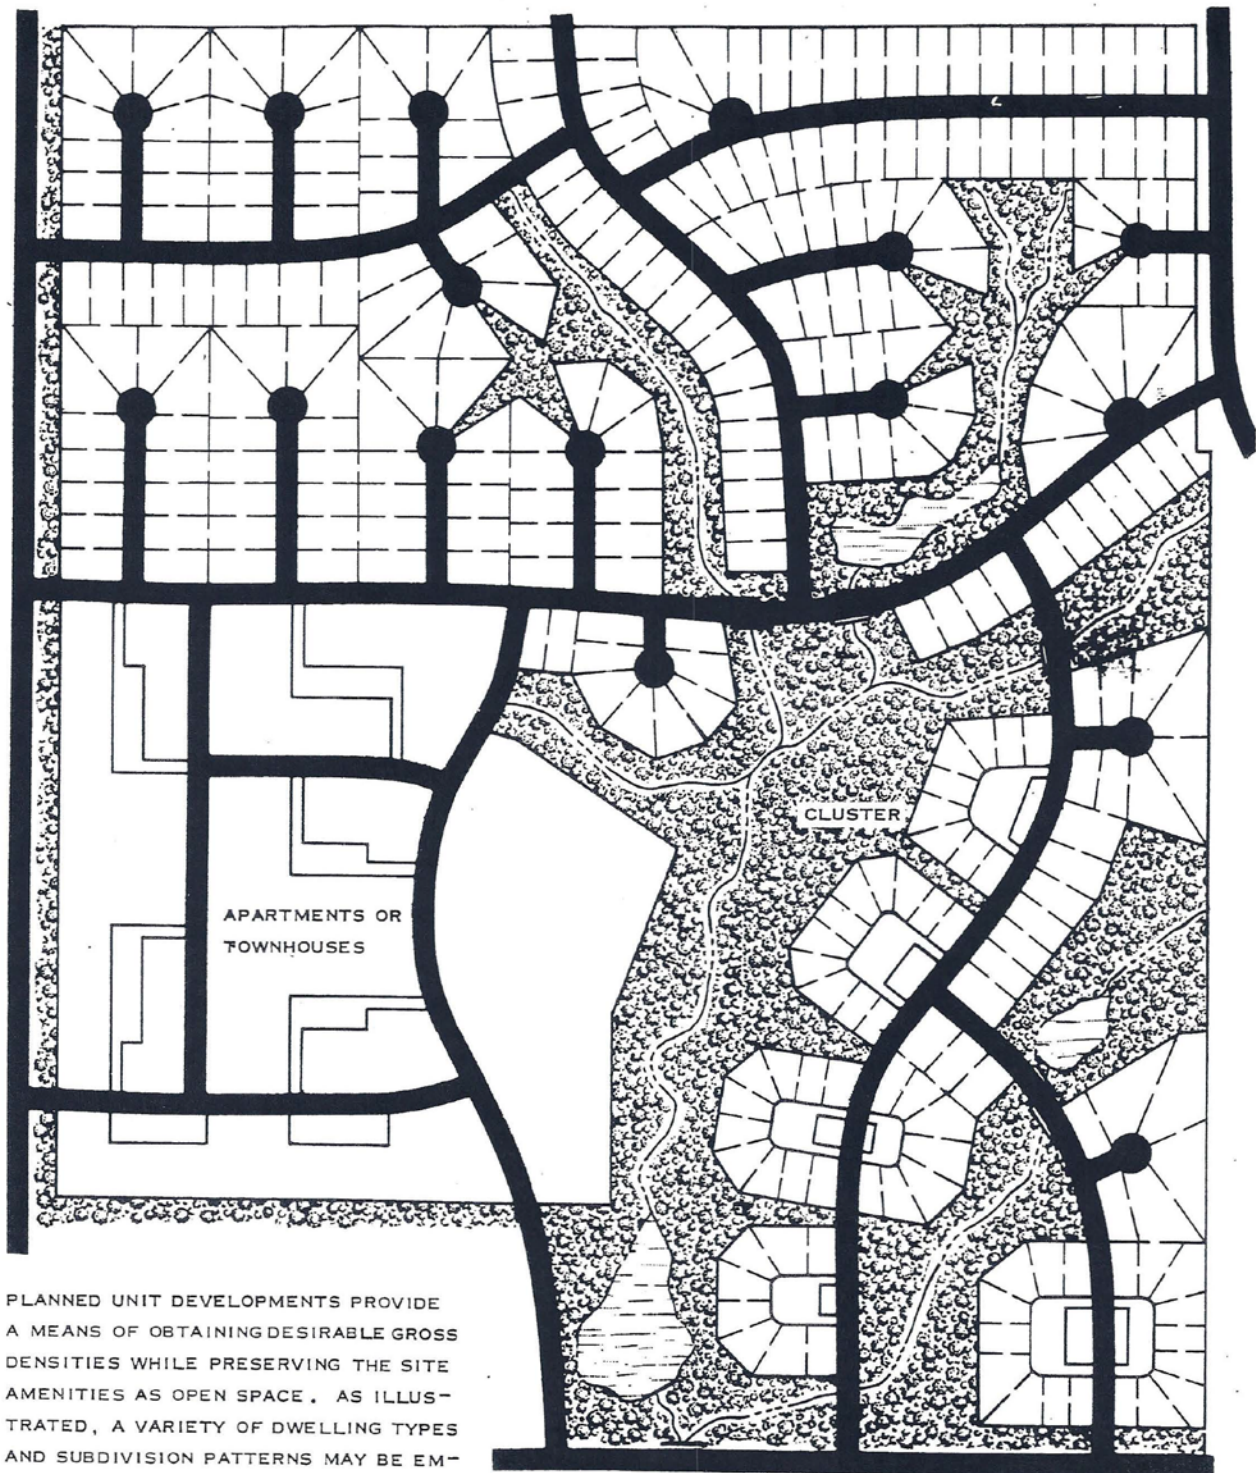 CLUSTER
APARTMENTS OR
TOWNHOUSES
PLANNED UNIT DEVELOPMENTS PROVIDE
A MEANS OF OBTAINING DESIRABLE GROSS
DENSITIES WHILE PRESERVING THE SITE
AMENITIES AS OPEN SPACE. AS ILLUS-
TRATED, A VARIETY OF DWELLING TYPES
AND SUBDIVISION PATTERNS MAY BE EM-